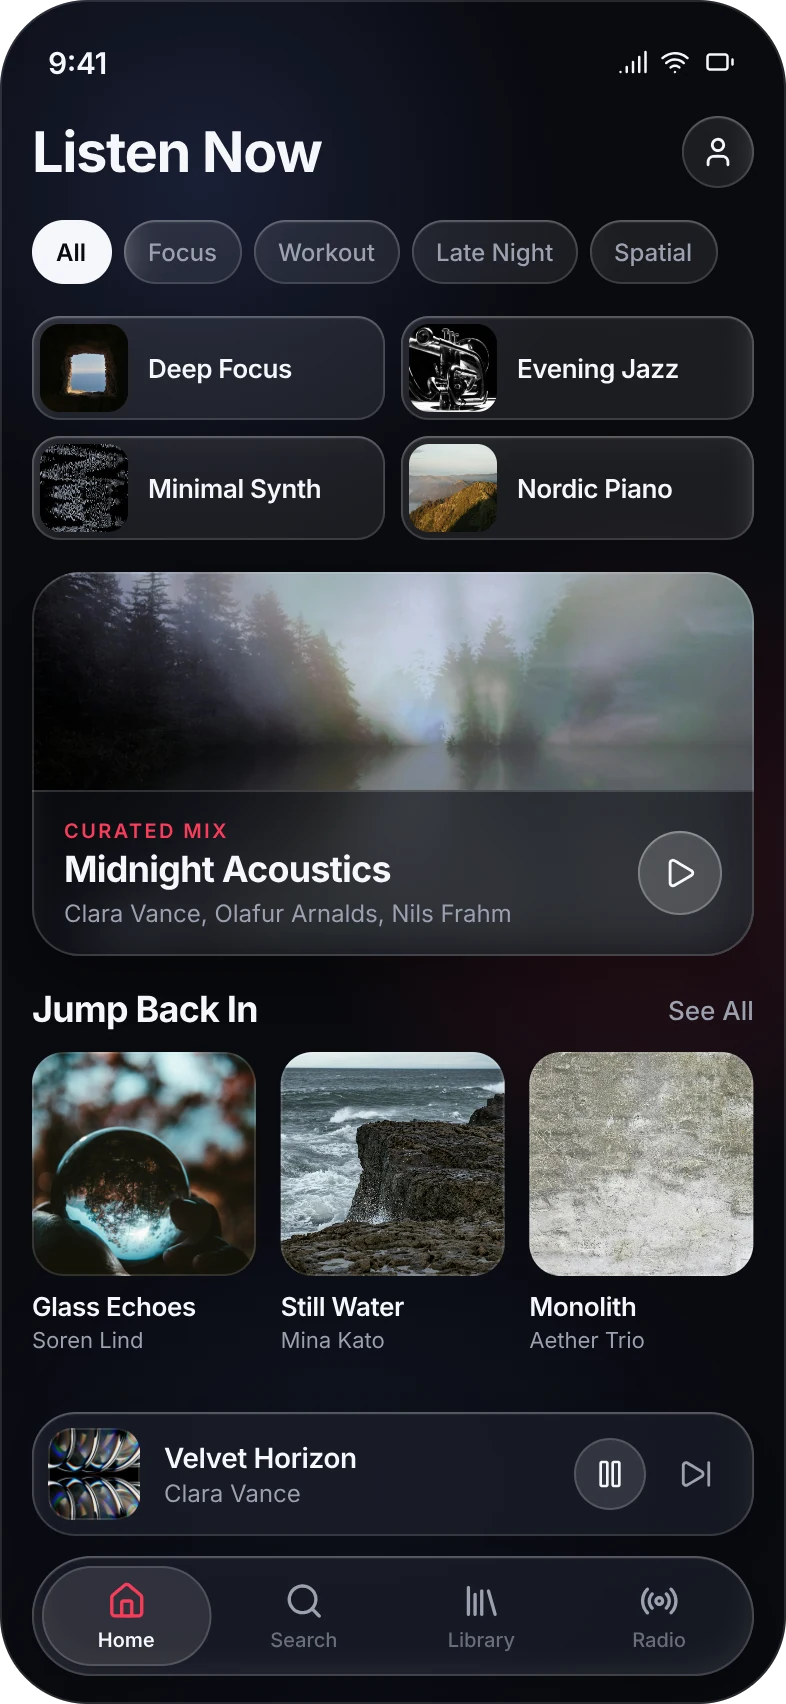 9:41
Listen Now
All
Focus
Workout
Late Night
Spatial
Deep Focus
Evening Jazz
Minimal Synth
Nordic Piano
CURATED MIX
Midnight Acoustics
Clara Vance, Olafur Arnalds, Nils Frahm
Jump Back In
See All
Glass Echoes
Soren Lind
Still Water
Mina Kato
Monolith
Aether Trio
Velvet Horizon
Clara Vance
Home
Search
Library
Radio